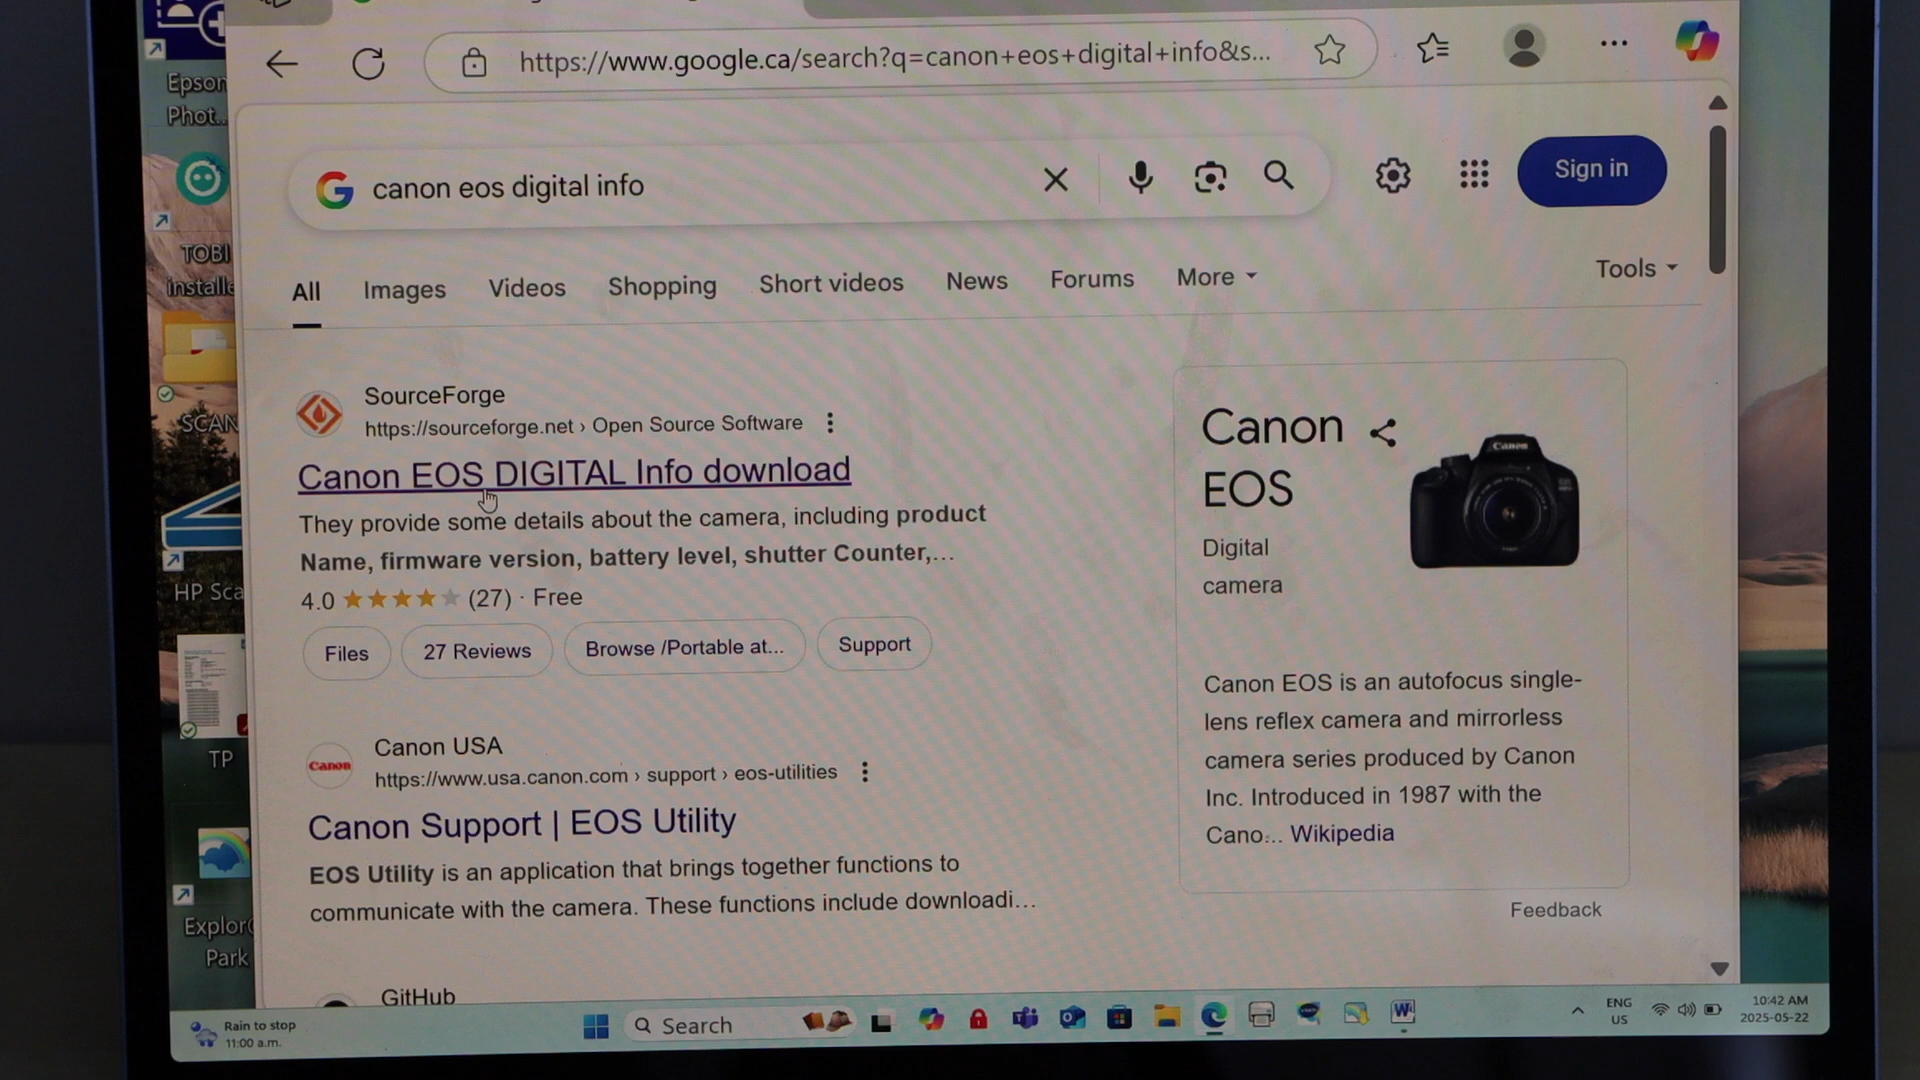 https://www.google.ca/search?q=canon+eos+digital+info&s...
canon eos digital info
Sign in
All
Images
Videos
Shopping
Short videos
News
Forums
More
Tools
SourceForge
https://sourceforge.net › Open Source Software
Canon EOS DIGITAL Info download
They provide some details about the camera, including product
Name, firmware version, battery level, shutter Counter,...
4.0 ★★★★★ (27) · Free
Files
27 Reviews
Browse /Portable at...
Support
Canon USA
Canon
https://www.usa.canon.com › support › eos-utilities
Canon Support | EOS Utility
EOS Utility is an application that brings together functions to
communicate with the camera. These functions include downloadi...
GitHub
Canon
EOS
Canon
Digital
camera
Canon EOS is an autofocus single-
lens reflex camera and mirrorless
camera series produced by Canon
Inc. Introduced in 1987 with the
Cano... Wikipedia
Feedback
Epson
Phot...
TOBI
installe
SCAN
HP Sca
TP
Explor
Park
Rain to stop
11:00 a.m.
Search
ENG
US
10:42 AM
2025-05-22